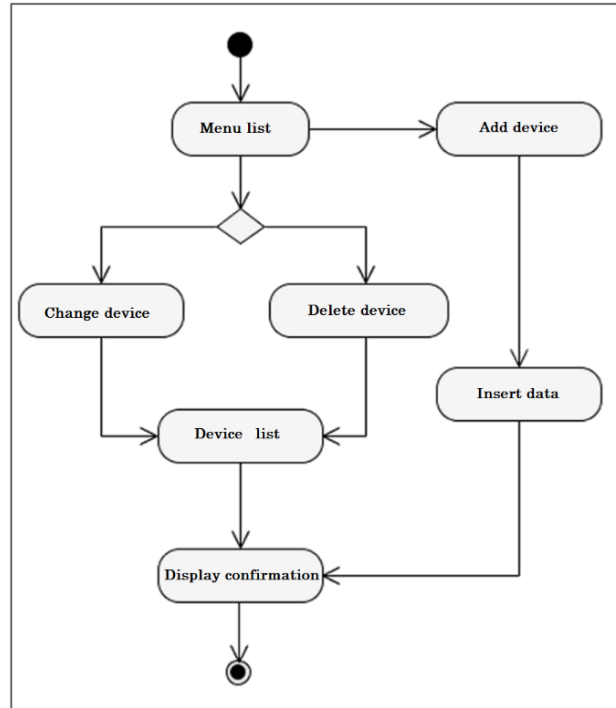 Menu list
Add device
Change device
Delete device
Insert data
Device list
Display confirmation